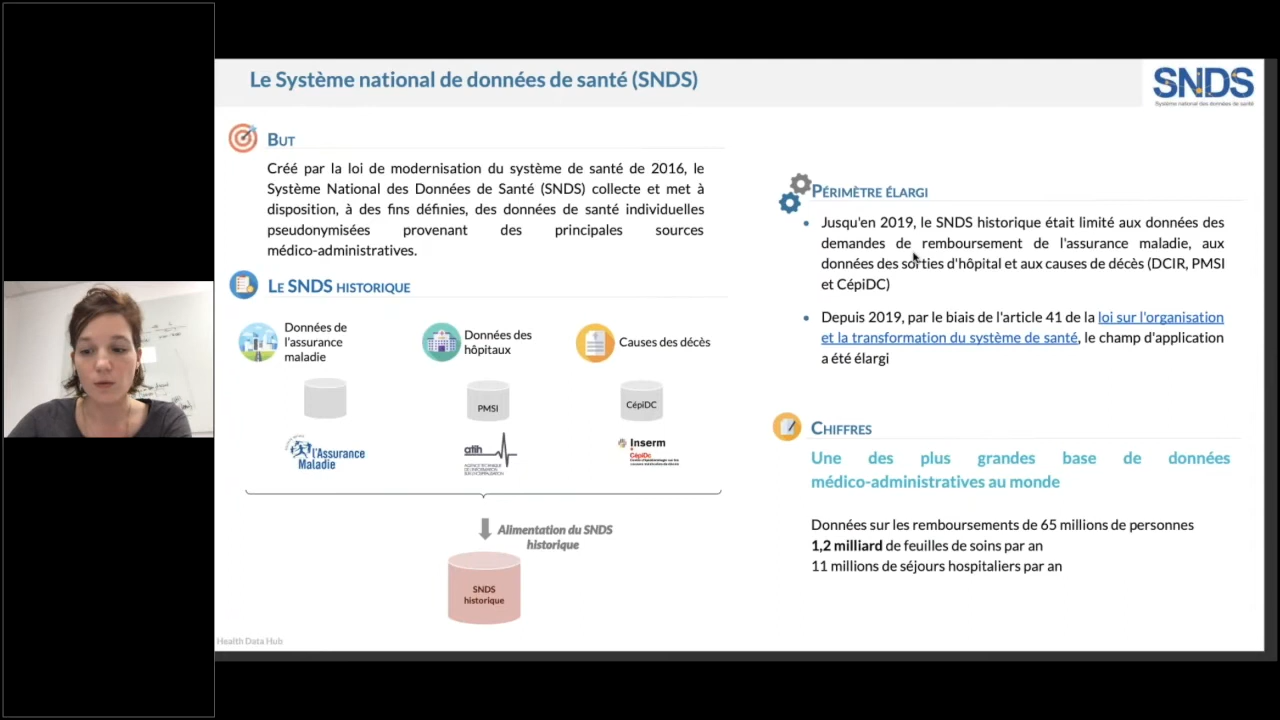 Le Système national de données de santé (SNDS)
SNDS
Système national des données de santé
BUT
Créé par la loi de modernisation du système de santé de 2016, le
Système National des Données de Santé (SNDS) collecte et met à
disposition, à des fins définies, des données de santé individuelles
pseudonymisées provenant des principales sources
médico-administratives.
LE SNDS HISTORIQUE
Données de
l'assurance
maladie
Données des
hôpitaux
Causes des décès
PMSI
CépiDC
l'Assurance
Maladie
atih
AGENCE TECHNIQUE
DE L'INFORMATION
SUR L'HOSPITALISATION
Inserm
CépiDc
Alimentation du SNDS
historique
SNDS
historique
Health Data Hub
PÉRIMÈTRE ÉLARGI
• Jusqu'en 2019, le SNDS historique était limité aux données des
demandes de remboursement de l'assurance maladie, aux
données des sorties d'hôpital et aux causes de décès (DCIR, PMSI
et CépiDC)
• Depuis 2019, par le biais de l'article 41 de la loi sur l'organisation
et la transformation du système de santé, le champ d'application
a été élargi
CHIFFRES
Une des plus grandes base de données
médico-administratives au monde
Données sur les remboursements de 65 millions de personnes
1,2 milliard de feuilles de soins par an
11 millions de séjours hospitaliers par an